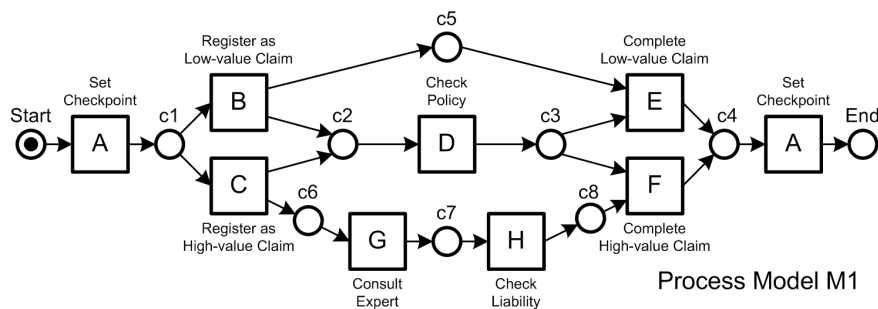 c5
Register as
Low-value Claim
Complete
Low-value Claim
Set
Checkpoint
Check
Policy
Set
Checkpoint
Start
c1
B
c2
c3
E
c4
End
A
D
A
C
c6
F
c8
Register as
High-value Claim
c7
Complete
High-value Claim
G
H
Consult
Expert
Check
Liability
Process Model M1